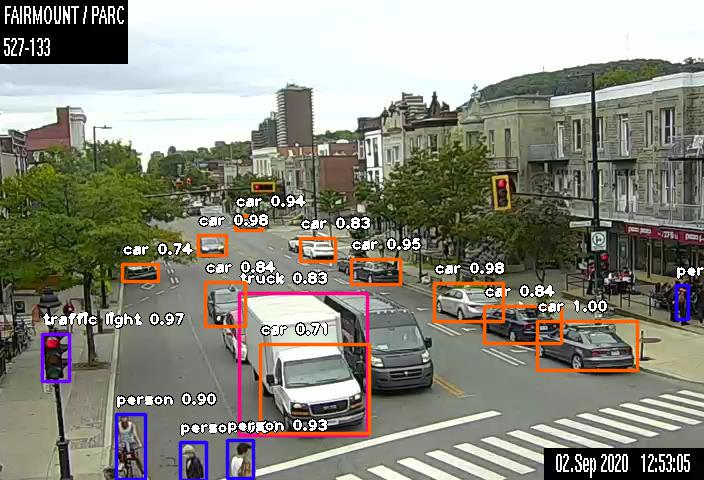 FAIRMOUNT / PARC
527-133
car 0.94
car 0.98
car 0.83
car 0.74
car 0.95
car 0.84
truck 0.83
car 0.98
car 0.84
car 1.00
per
traffic light 0.97
car 0.71
person 0.90
person 0.93
02.Sep 2020 12:53:05